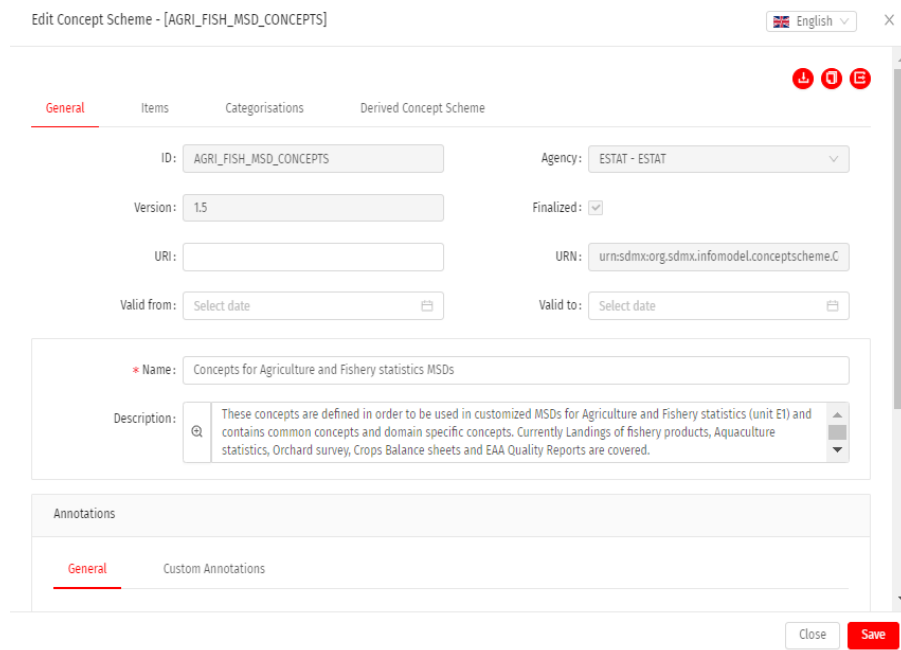 Edit Concept Scheme - [AGRI_FISH_MSD_CONCEPTS]
English
General Items Categorisations Derived Concept Scheme
ID: AGRI_FISH_MSD_CONCEPTS Agency: ESTAT - ESTAT
Version: 1.5 Finalized:
URI: URN: urn:sdmx:org.sdmx.infomodel.conceptscheme.C
Valid from: Select date Valid to: Select date
* Name: Concepts for Agriculture and Fishery statistics MSDs
Description: These concepts are defined in order to be used in customized MSDs for Agriculture and Fishery statistics (unit E1) and
contains common concepts and domain specific concepts. Currently Landings of fishery products, Aquaculture
statistics, Orchard survey, Crops Balance sheets and EAA Quality Reports are covered.
Annotations
General Custom Annotations
Close Save